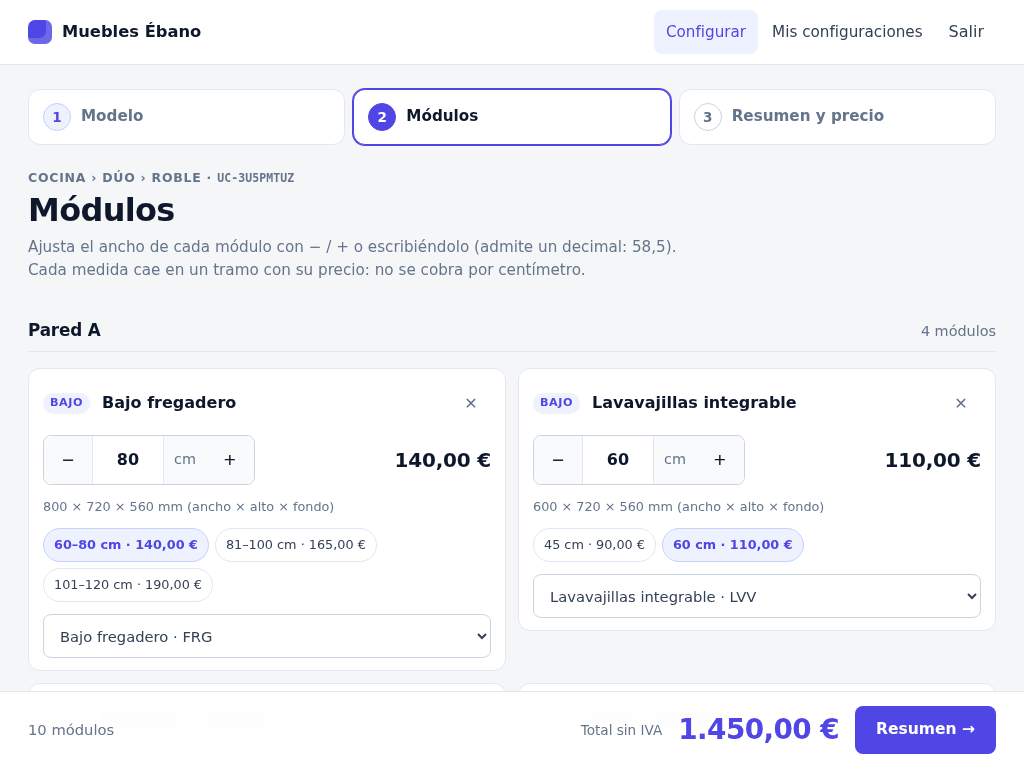 Muebles Ébano
Configurar
Mis configuraciones
Salir
1 Modelo
2 Módulos
3 Resumen y precio
COCINA › DÚO › ROBLE · UC-3U5PMTUZ
Módulos
Ajusta el ancho de cada módulo con − / + o escribiéndolo (admite un decimal: 58,5).
Cada medida cae en un tramo con su precio: no se cobra por centímetro.
Pared A
4 módulos
BAJO Bajo fregadero ✕
− 80 cm + 140,00 €
800 × 720 × 560 mm (ancho × alto × fondo)
60–80 cm · 140,00 €
81–100 cm · 165,00 €
101–120 cm · 190,00 €
Bajo fregadero · FRG
BAJO Lavavajillas integrable ✕
− 60 cm + 110,00 €
600 × 720 × 560 mm (ancho × alto × fondo)
45 cm · 90,00 €
60 cm · 110,00 €
Lavavajillas integrable · LVV
10 módulos
Total sin IVA 1.450,00 €
Resumen →